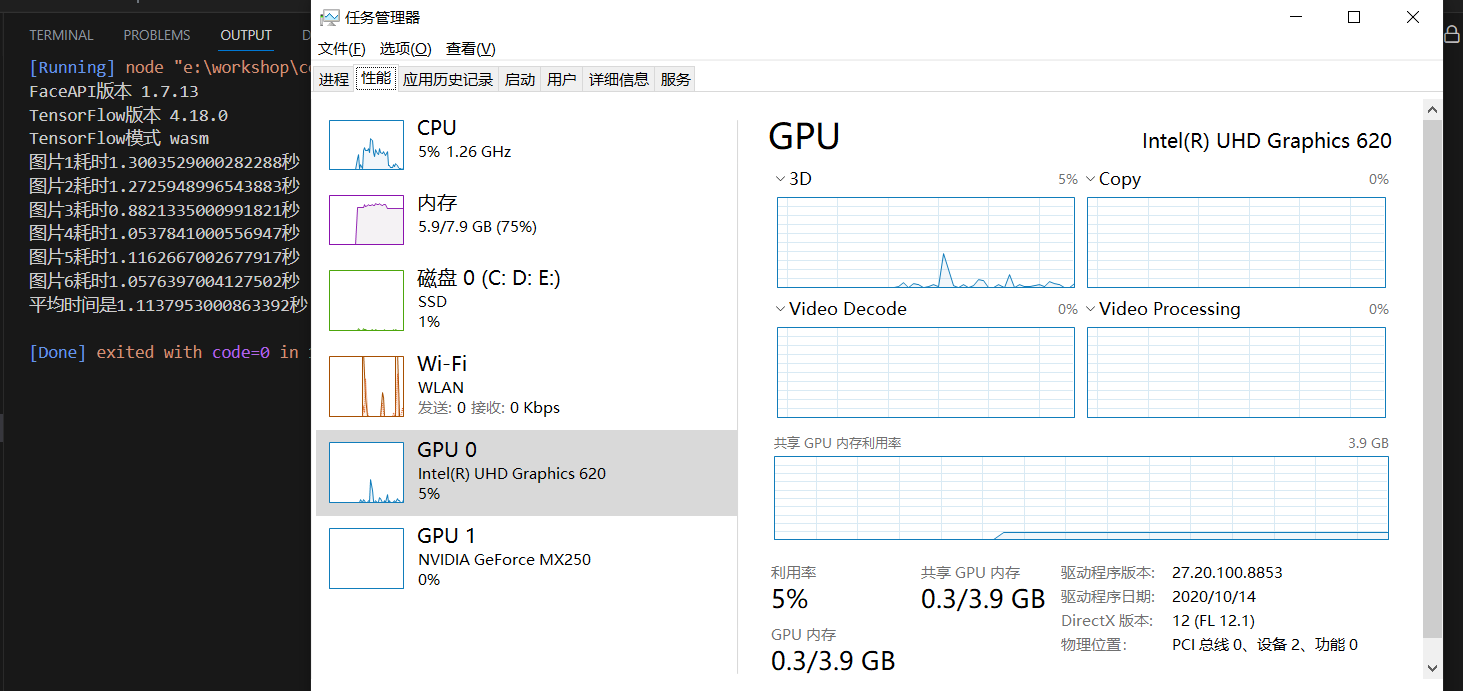 TERMINAL PROBLEMS OUTPUT D
[Running] node "e:\workshop\c
FaceAPI版本 1.7.13
TensorFlow版本 4.18.0
TensorFlow模式 wasm
图片1耗时1.3003529000282288秒
图片2耗时1.2725948996543883秒
图片3耗时0.8821335000991821秒
图片4耗时1.0537841000556947秒
图片5耗时1.1162667002677917秒
图片6耗时1.0576397004127502秒
平均时间是1.1137953000863392秒
[Done] exited with code=0 in
任务管理器
文件(F) 选项(O) 查看(V)
进程 性能 应用历史记录 启动 用户 详细信息 服务
CPU
5% 1.26 GHz
内存
5.9/7.9 GB (75%)
磁盘 0 (C: D: E:)
SSD
1%
Wi-Fi
WLAN
发送: 0 接收: 0 Kbps
GPU 0
Intel(R) UHD Graphics 620
5%
GPU 1
NVIDIA GeForce MX250
0%
GPU
Intel(R) UHD Graphics 620
3D 5% Copy 0%
Video Decode 0% Video Processing 0%
共享 GPU 内存利用率 3.9 GB
利用率
5%
共享 GPU 内存
0.3/3.9 GB
GPU 内存
0.3/3.9 GB
驱动程序版本: 27.20.100.8853
驱动程序日期: 2020/10/14
DirectX 版本: 12 (FL 12.1)
物理位置: PCI 总线 0、设备 2、功能 0